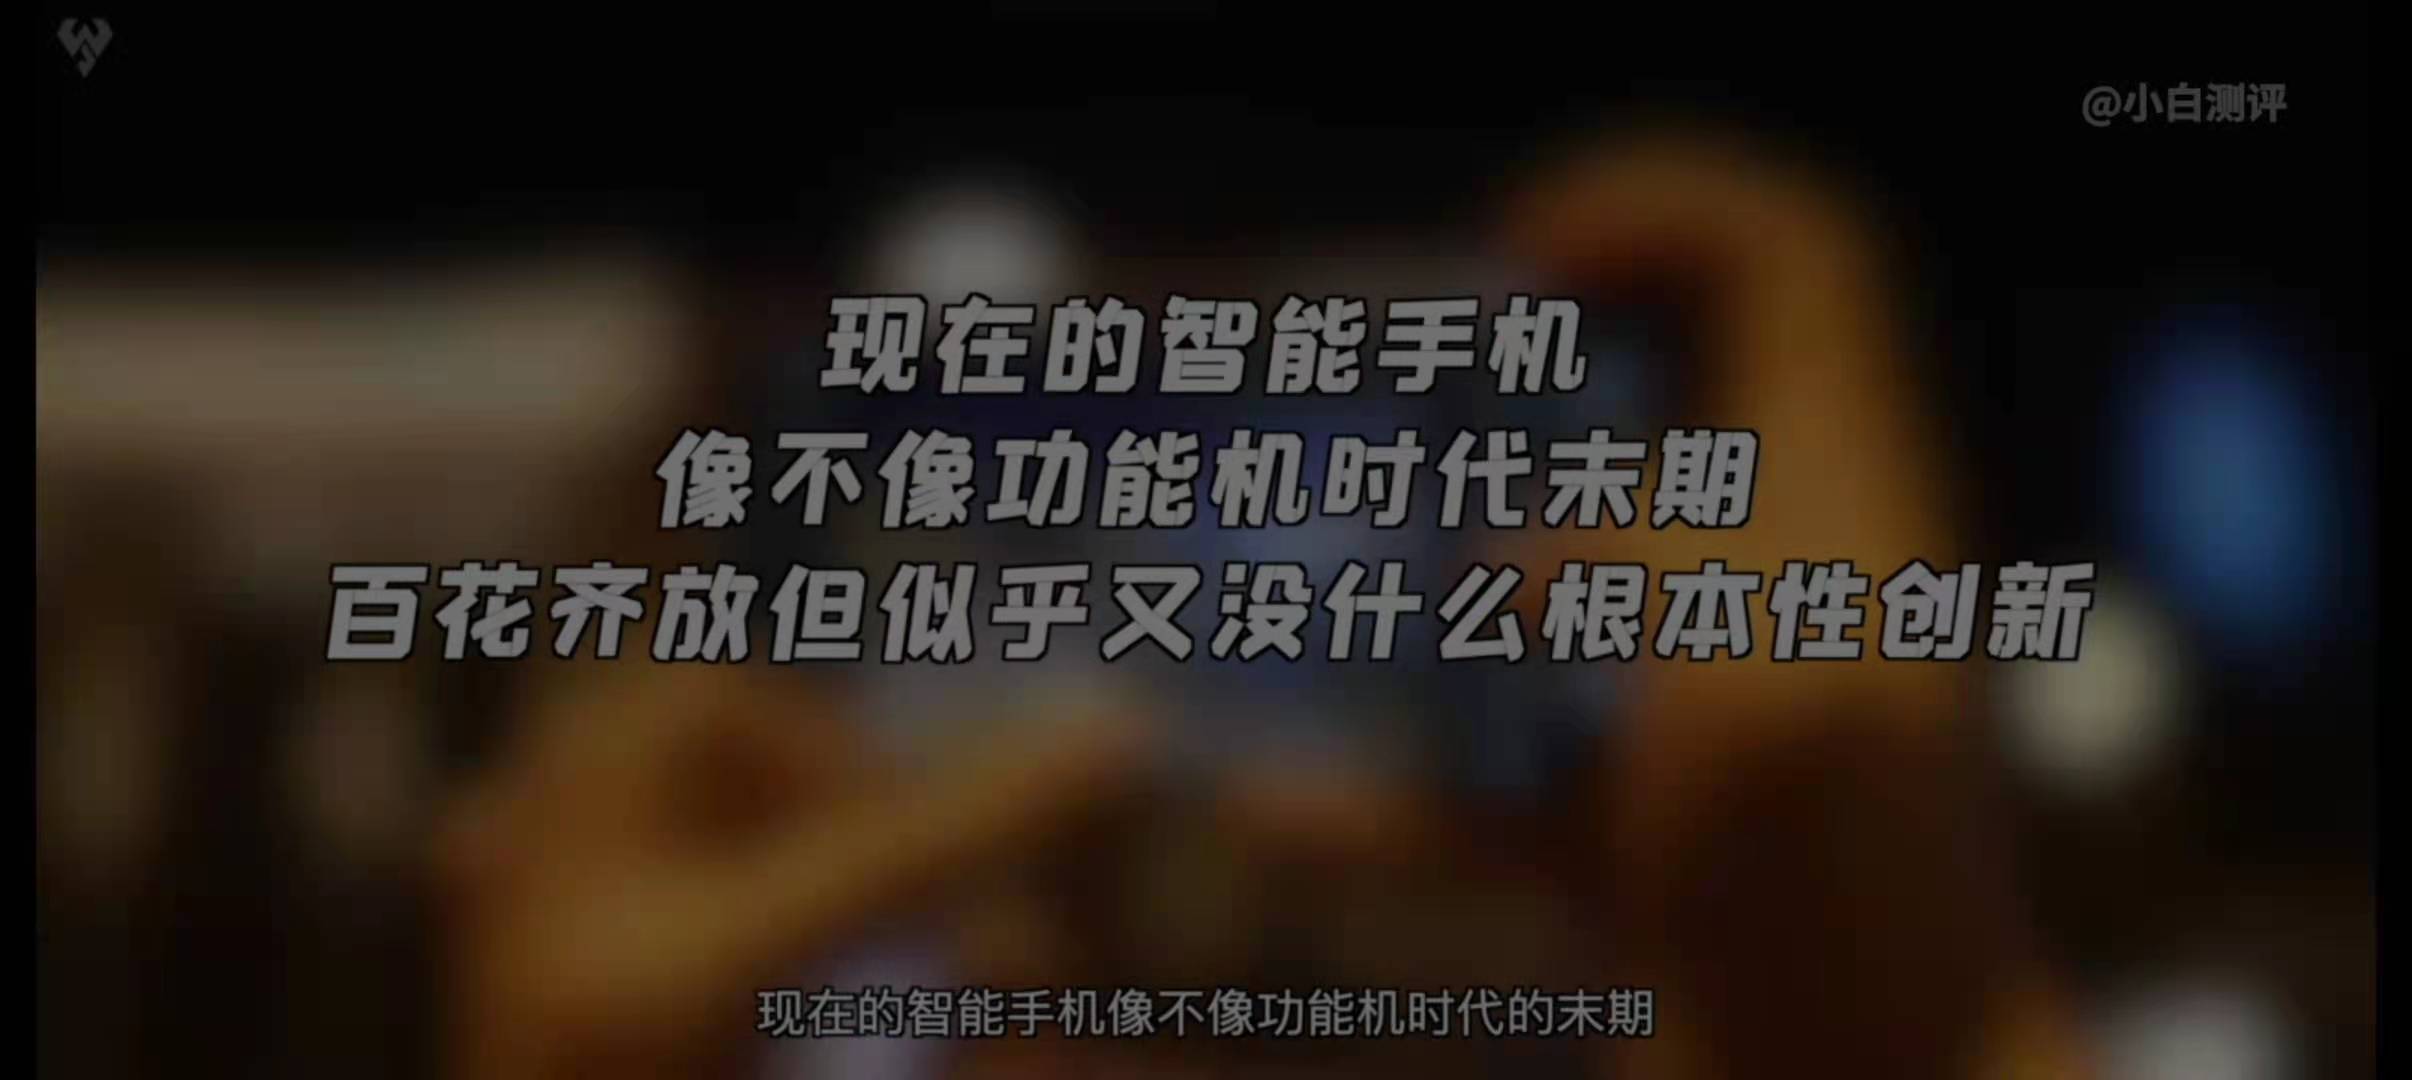 @小白测评
现在的智能手机
像不像功能机时代末期
百花齐放但似乎又没什么根本性创新
现在的智能手机像不像功能机时代的末期